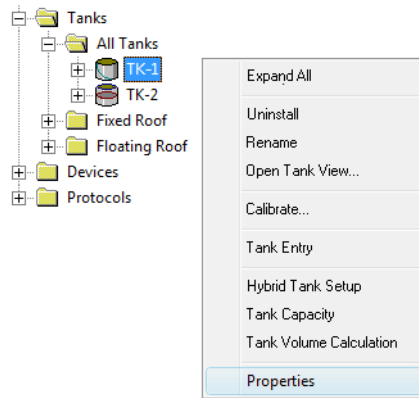 Tanks
All Tanks
TK-1
TK-2
Fixed Roof
Floating Roof
Devices
Protocols
Expand All
Uninstall
Rename
Open Tank View...
Calibrate...
Tank Entry
Hybrid Tank Setup
Tank Capacity
Tank Volume Calculation
Properties